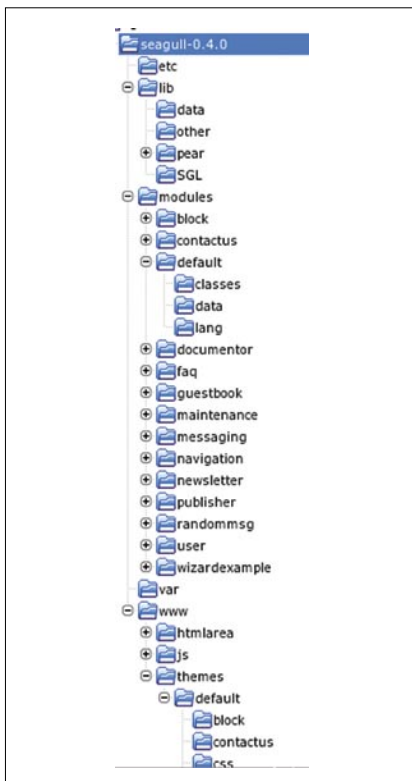 seagull-0.4.0
etc
lib
data
other
pear
SGL
modules
block
contactus
default
classes
data
lang
documentor
faq
guestbook
maintenance
messaging
navigation
newsletter
publisher
randommsg
user
wizardexample
var
www
htmlarea
js
themes
default
block
contactus
css